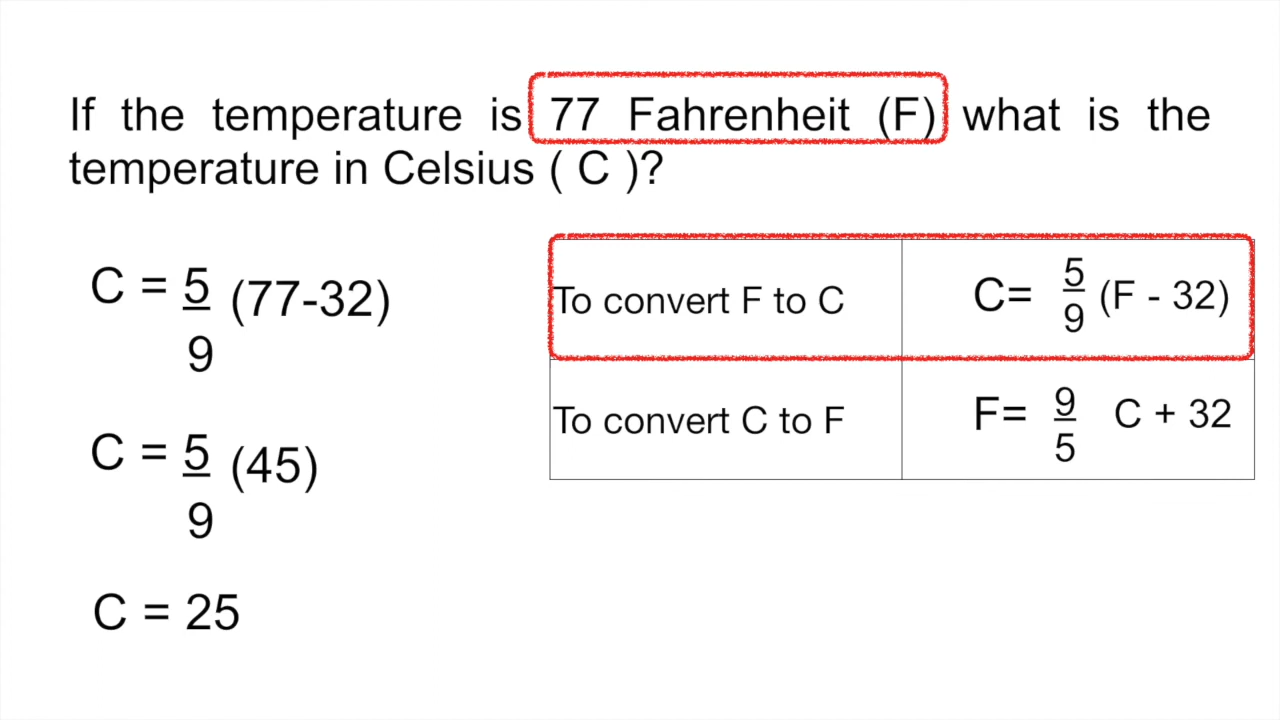 If the temperature is 77 Fahrenheit (F) what is the
temperature in Celsius ( C )?
C = 5
9
(77-32)
C = 5
9
(45)
C = 25
To convert F to C
C= 5
9
(F - 32)
To convert C to F
F= 9
5
C + 32